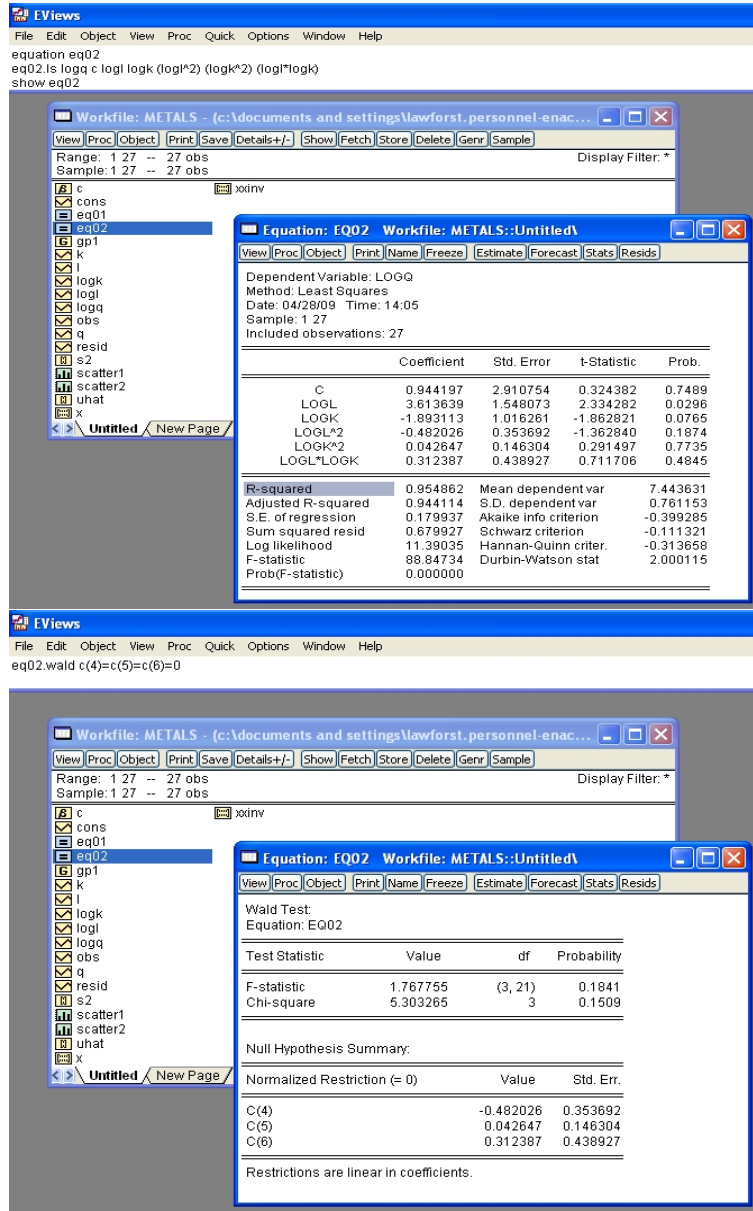 EViews
File Edit Object View Proc Quick Options Window Help
equation eq02
eq02.ls logq c logl logk (logl^2) (logk^2) (logl*logk)
show eq02
Workfile: METALS - (c:\documents and settings\lawforst.personnel-enac...
View Proc Object Print Save Details+/- Show Fetch Store Delete Genr Sample
Range: 1 27 -- 27 obs Display Filter: *
Sample: 1 27 -- 27 obs
c
cons
eq01
eq02
gp1
k
l
logk
logl
logq
obs
q
resid
s2
scatter1
scatter2
uhat
x
xxinv
Untitled New Page
Equation: EQ02 Workfile: METALS::Untitled\
View Proc Object Print Name Freeze Estimate Forecast Stats Resids
Dependent Variable: LOGQ
Method: Least Squares
Date: 04/28/09 Time: 14:05
Sample: 1 27
Included observations: 27
Coefficient Std. Error t-Statistic Prob.
C 0.944197 2.910754 0.324382 0.7489
LOGL 3.613639 1.548073 2.334282 0.0296
LOGK -1.893113 1.016261 -1.862821 0.0765
LOGL^2 -0.482026 0.353692 -1.362840 0.1874
LOGK^2 0.042647 0.146304 0.291497 0.7735
LOGL*LOGK 0.312387 0.438927 0.711706 0.4845
R-squared 0.954862 Mean dependent var 7.443631
Adjusted R-squared 0.944114 S.D. dependent var 0.761153
S.E. of regression 0.179937 Akaike info criterion -0.399285
Sum squared resid 0.679927 Schwarz criterion -0.111321
Log likelihood 11.39035 Hannan-Quinn criter. -0.313658
F-statistic 88.84734 Durbin-Watson stat 2.000115
Prob(F-statistic) 0.000000
EViews
File Edit Object View Proc Quick Options Window Help
eq02.wald c(4)=c(5)=c(6)=0
Workfile: METALS - (c:\documents and settings\lawforst.personnel-enac...
View Proc Object Print Save Details+/- Show Fetch Store Delete Genr Sample
Range: 1 27 -- 27 obs Display Filter: *
Sample: 1 27 -- 27 obs
c
cons
eq01
eq02
gp1
k
l
logk
logl
logq
obs
q
resid
s2
scatter1
scatter2
uhat
x
xxinv
Untitled New Page
Equation: EQ02 Workfile: METALS::Untitled\
View Proc Object Print Name Freeze Estimate Forecast Stats Resids
Wald Test:
Equation: EQ02
Test Statistic Value df Probability
F-statistic 1.767755 (3, 21) 0.1841
Chi-square 5.303265 3 0.1509
Null Hypothesis Summary:
Normalized Restriction (= 0) Value Std. Err.
C(4) -0.482026 0.353692
C(5) 0.042647 0.146304
C(6) 0.312387 0.438927
Restrictions are linear in coefficients.